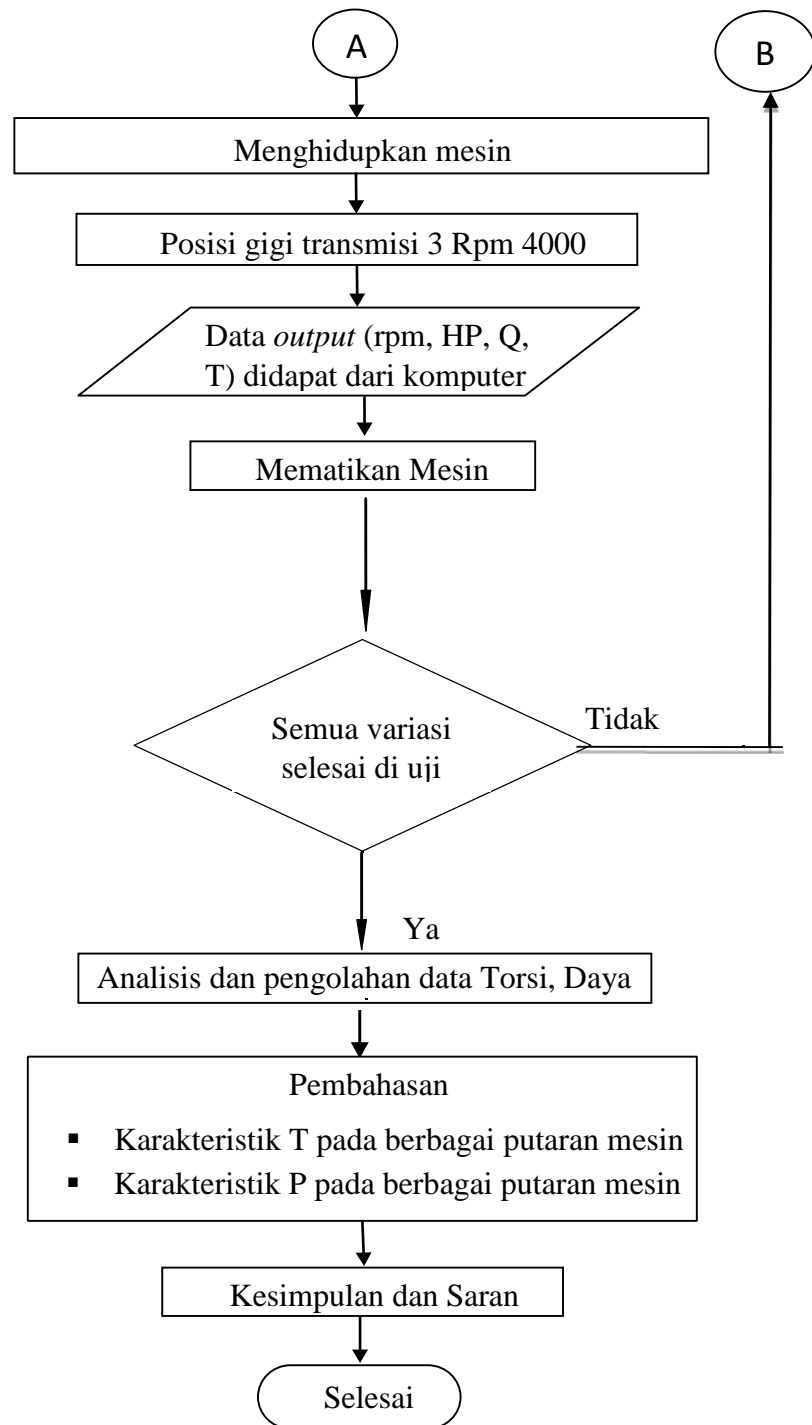 A
B
Menghidupkan mesin
Posisi gigi transmisi 3 Rpm 4000
Data output (rpm, HP, Q,
T) didapat dari komputer
Mematikan Mesin
Semua variasi
selesai di uji
Tidak
Ya
Analisis dan pengolahan data Torsi, Daya
Pembahasan
▪ Karakteristik T pada berbagai putaran mesin
▪ Karakteristik P pada berbagai putaran mesin
Kesimpulan dan Saran
Selesai